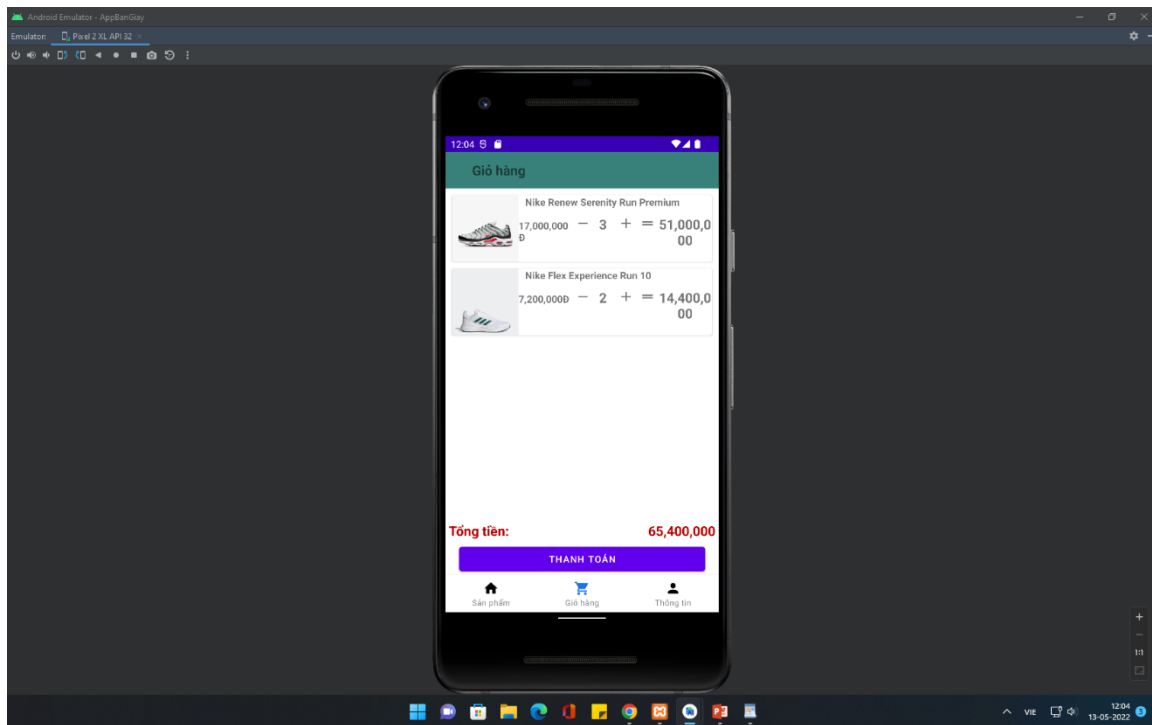 Android Emulator - AppBanGiay
Emulator:
Pixel 2 XL API 32
12:04
Giỏ hàng
Nike Renew Serenity Run Premium
17,000,000
Đ
3
= 51,000,0
00
Nike Flex Experience Run 10
7,200,000Đ
2
= 14,400,0
00
Tổng tiền:
65,400,000
THANH TOÁN
Sản phẩm
Giỏ hàng
Thông tin
1:1
VIE
12:04
13-05-2022
3